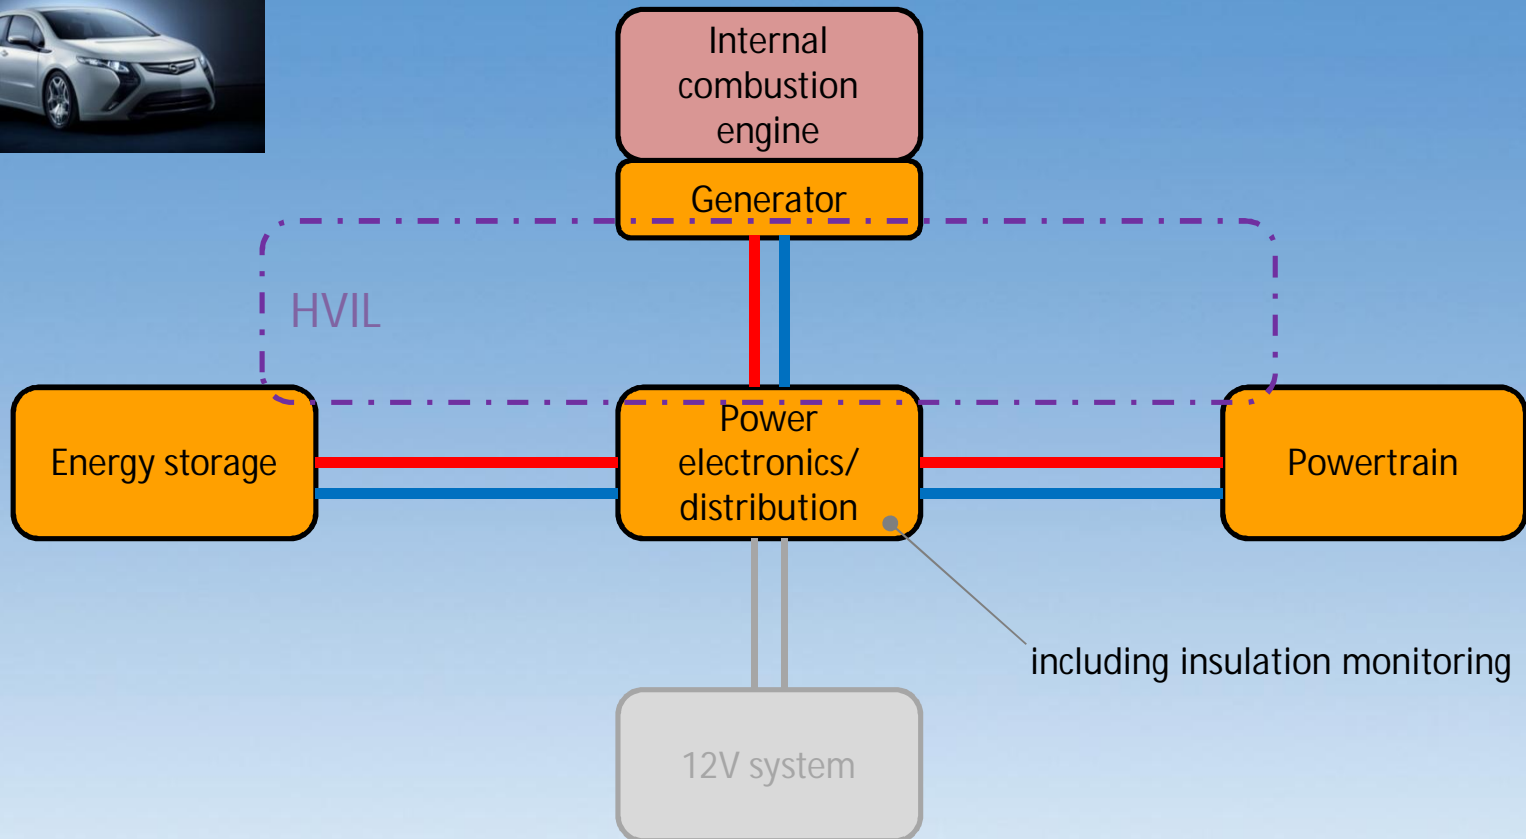 Internal
combustion
engine
Generator
HVIL
Energy storage
Power
electronics/
distribution
Powertrain
including insulation monitoring
12V system